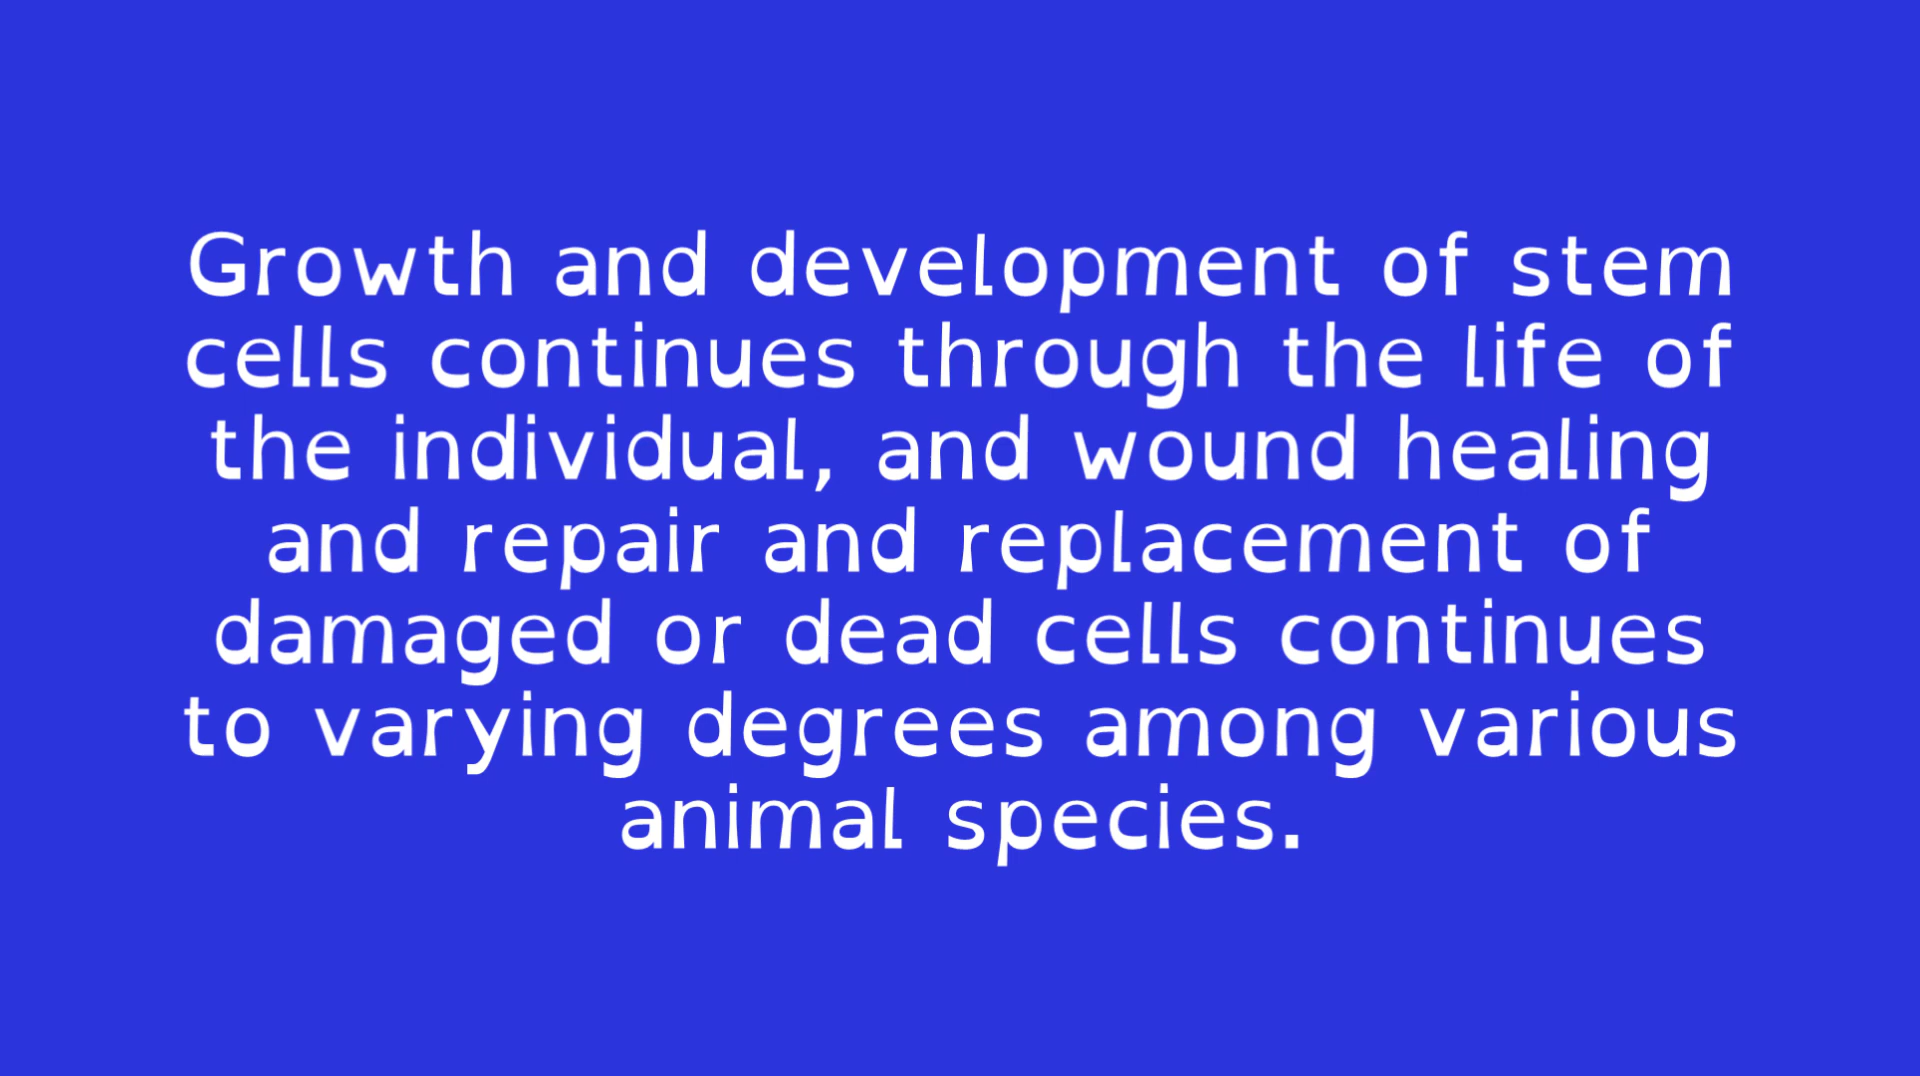 Growth and development of stem
cells continues through the life of
the individual, and wound healing
and repair and replacement of
damaged or dead cells continues
to varying degrees among various
animal species.